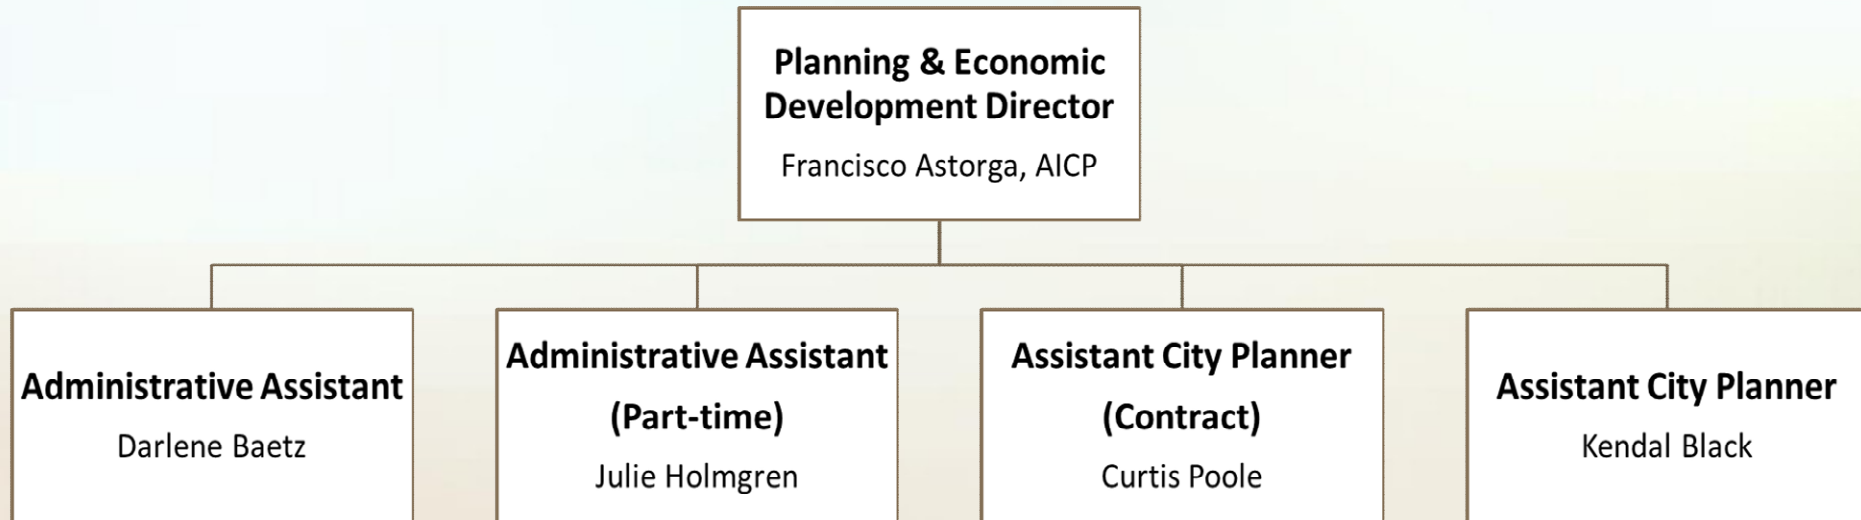 Planning & Economic
Development Director
Francisco Astorga, AICP
Administrative Assistant
Darlene Baetz
Administrative Assistant
(Part-time)
Julie Holmgren
Assistant City Planner
(Contract)
Curtis Poole
Assistant City Planner
Kendal Black